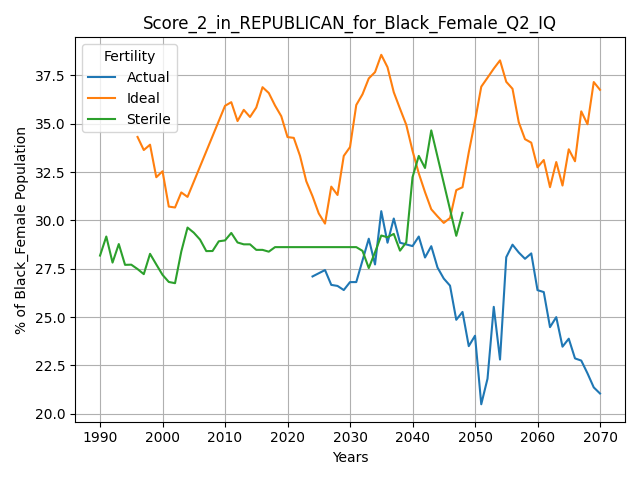 Score_2_in_REPUBLICAN_for_Black_Female_Q2_IQ
Fertility
Actual
Ideal
Sterile
% of Black_Female Population
37.5
35.0
32.5
30.0
27.5
25.0
22.5
20.0
1990 2000 2010 2020 2030 2040 2050 2060 2070
Years